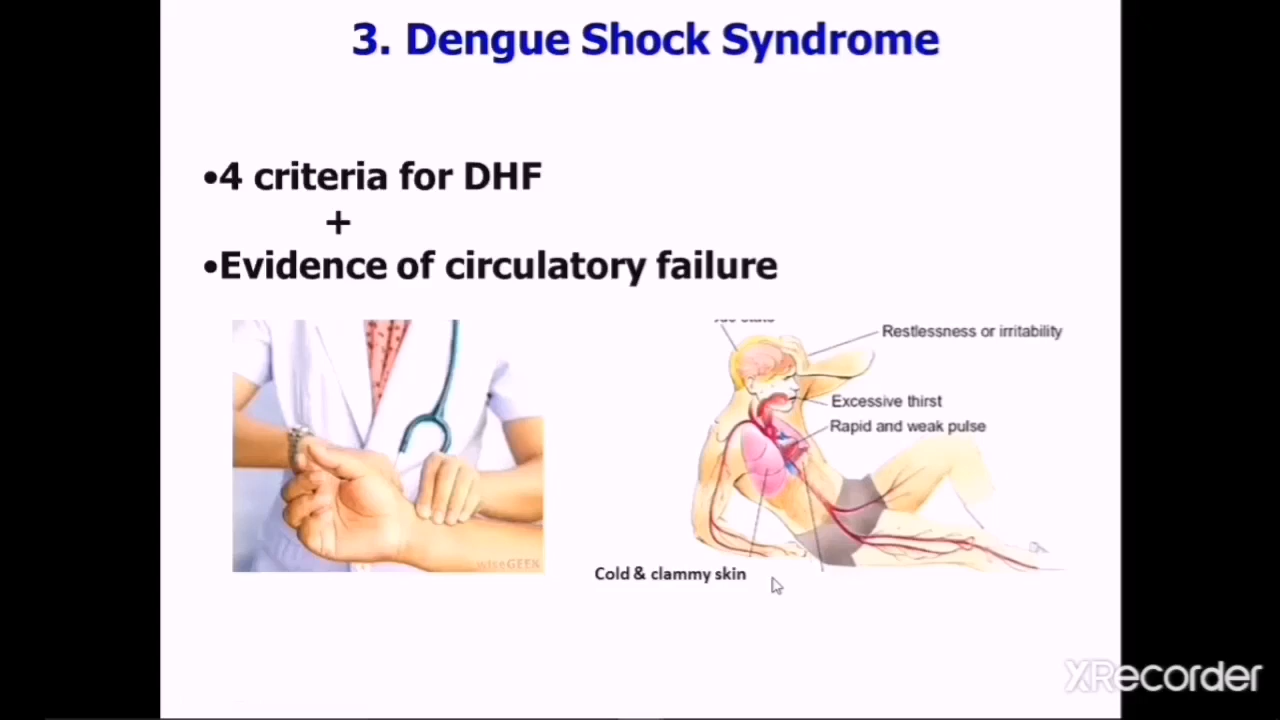 3. Dengue Shock Syndrome
•4 criteria for DHF
+
•Evidence of circulatory failure
Restlessness or irritability
Excessive thirst
Rapid and weak pulse
wiseGEEK
Cold & clammy skin
XRecorder